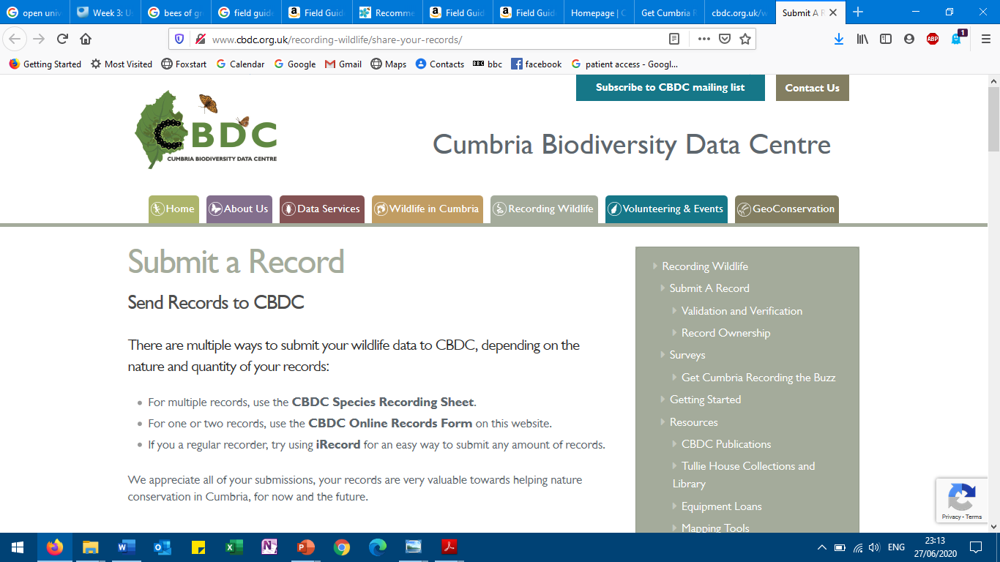 open univ
Week 3: U
bees of gr
field guid
Field Guid
Recomme
Field Guid
Field Guid
Homepage | C
Get Cumbria R
cbdc.org.uk/w
Submit A R
www.cbdc.org.uk/recording-wildlife/share-your-records/
ABP
1
Getting Started
Most Visited
Foxstart
Calendar
Google
Gmail
Maps
Contacts
BBC bbc
facebook
patient access - Googl...
Subscribe to CBDC mailing list
Contact Us
CBDC
CUMBRIA BIODIVERSITY DATA CENTRE
Cumbria Biodiversity Data Centre
Home
About Us
Data Services
Wildlife in Cumbria
Recording Wildlife
Volunteering & Events
GeoConservation
Submit a Record
Send Records to CBDC
There are multiple ways to submit your wildlife data to CBDC, depending on the
nature and quantity of your records:
For multiple records, use the CBDC Species Recording Sheet.
For one or two records, use the CBDC Online Records Form on this website.
If you a regular recorder, try using iRecord for an easy way to submit any amount of records.
We appreciate all of your submissions, your records are very valuable towards helping nature
conservation in Cumbria, for now and the future.
Recording Wildlife
Submit A Record
Validation and Verification
Record Ownership
Surveys
Get Cumbria Recording the Buzz
Getting Started
Resources
CBDC Publications
Tullie House Collections and
Library
Equipment Loans
Mapping Tools
Privacy - Terms
ENG
23:13
27/06/2020